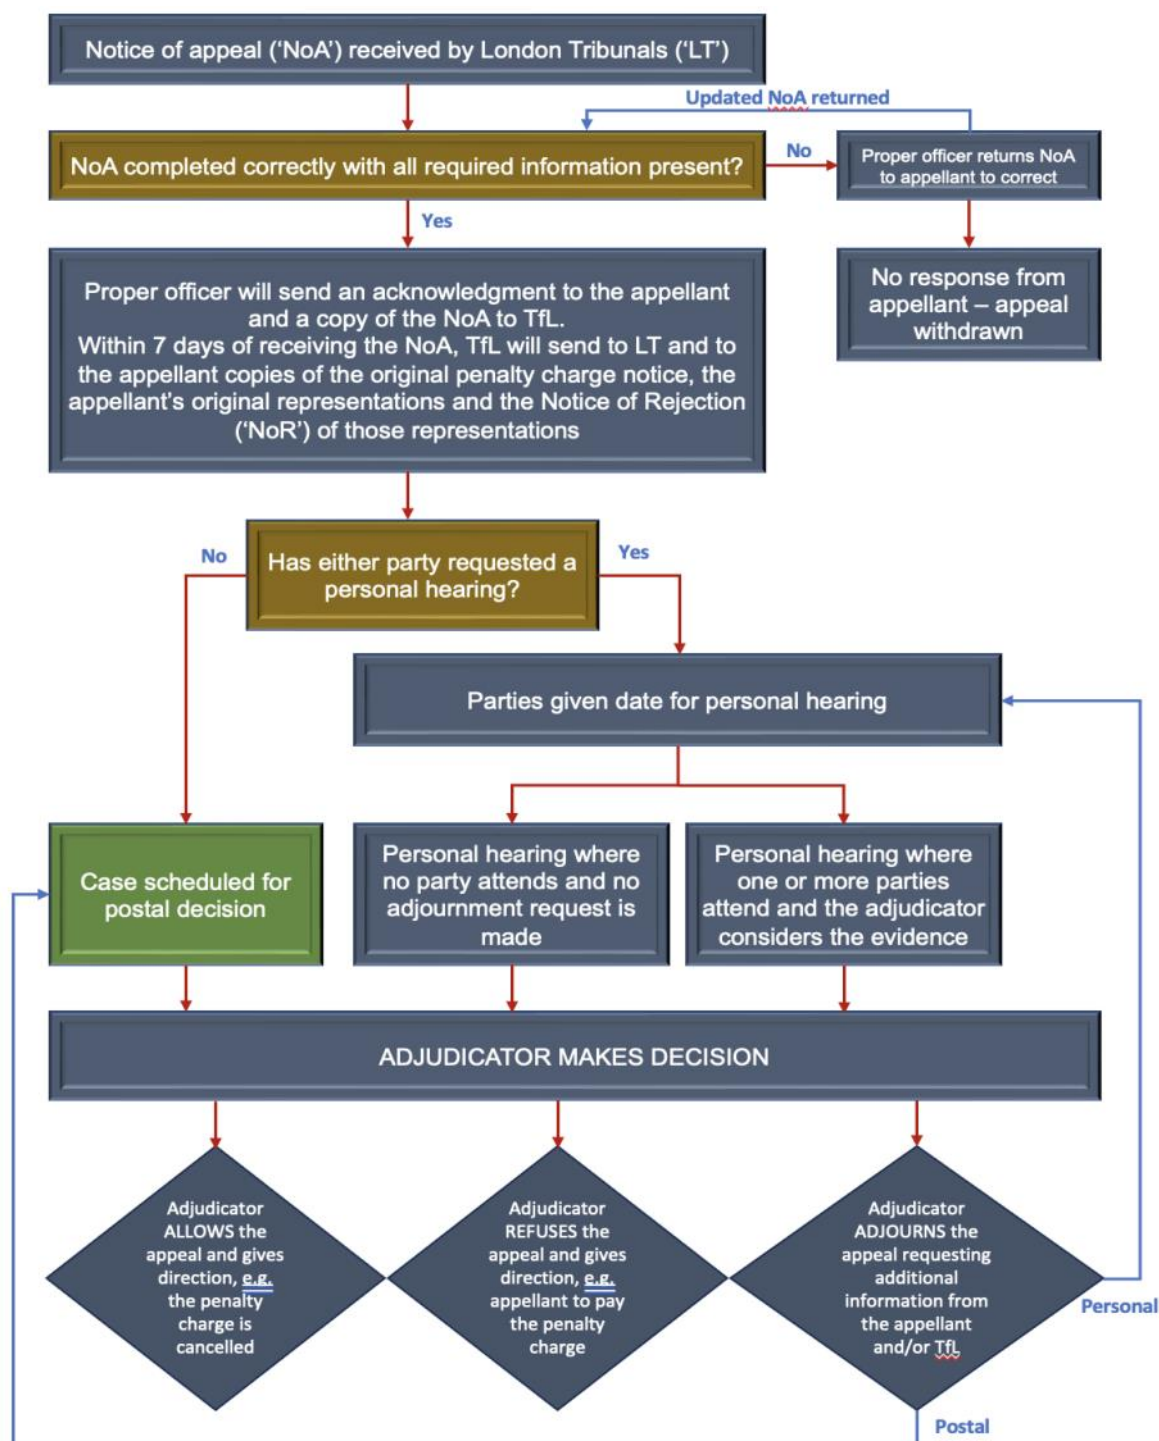 Notice of appeal (‘NoA’) received by London Tribunals (‘LT’)
Updated NoA returned
NoA completed correctly with all required information present?
No
Proper officer returns NoA
to appellant to correct
Yes
Proper officer will send an acknowledgment to the appellant
and a copy of the NoA to TfL.
Within 7 days of receiving the NoA, TfL will send to LT and to
the appellant copies of the original penalty charge notice, the
appellant’s original representations and the Notice of Rejection
(‘NoR’) of those representations
No response from
appellant – appeal
withdrawn
No
Has either party requested a
personal hearing?
Yes
Parties given date for personal hearing
Case scheduled for
postal decision
Personal hearing where
no party attends and no
adjournment request is
made
Personal hearing where
one or more parties
attend and the adjudicator
considers the evidence
ADJUDICATOR MAKES DECISION
Adjudicator
ALLOWS the
appeal and gives
direction, e.g.
the penalty
charge is
cancelled
Adjudicator
REFUSES the
appeal and gives
direction, e.g.
appellant to pay
the penalty
charge
Adjudicator
ADJOURNS the
appeal requesting
additional
information from
the appellant
and/or TfL
Personal
Postal